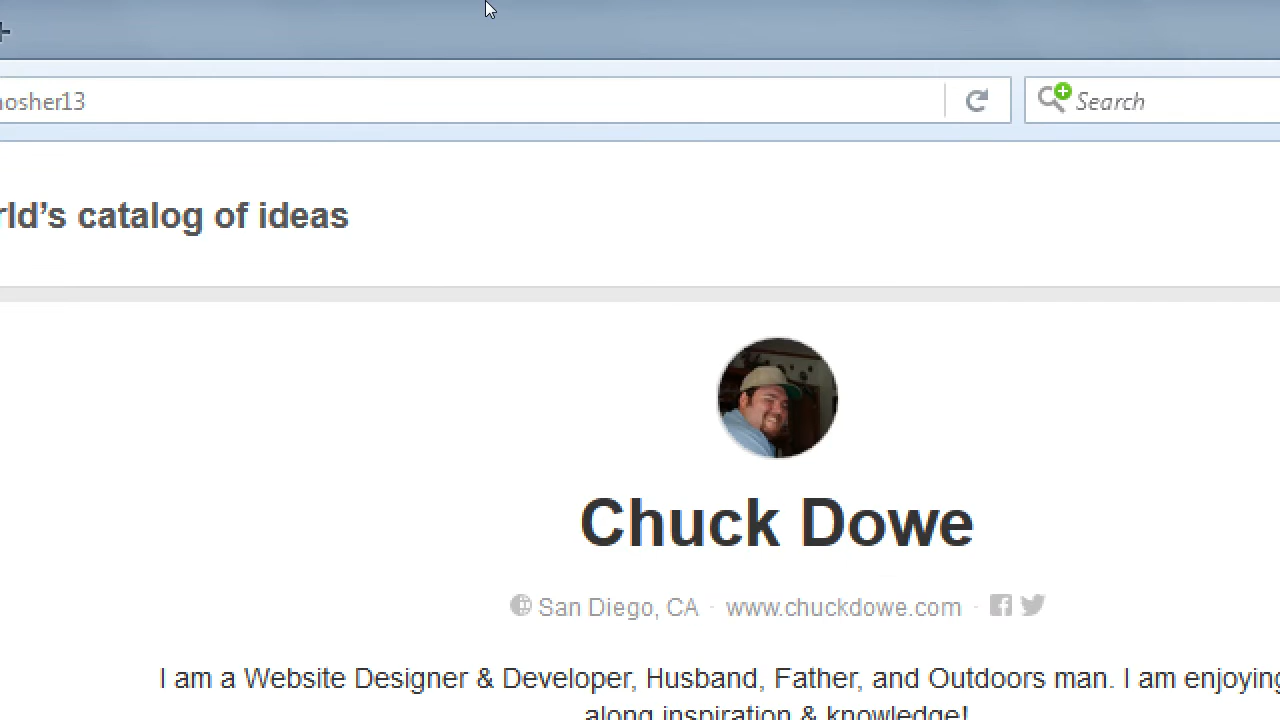 osher13
Search
rld’s catalog of ideas
Chuck Dowe
San Diego, CA · www.chuckdowe.com ·
I am a Website Designer & Developer, Husband, Father, and Outdoors man. I am enjoying
along inspiration & knowledge!